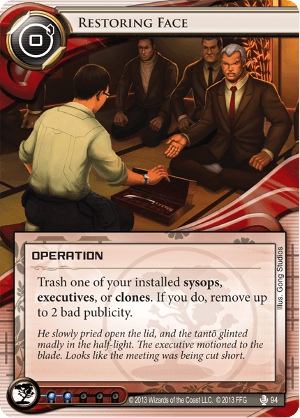 RESTORING FACE
OPERATION
Trash one of your installed sysops,
executives, or clones. If you do, remove up
to 2 bad publicity.
He slowly pried open the lid, and the tantō glinted
madly in the half-light. The executive motioned to the
blade. Looks like the meeting was being cut short.
Illus. Gong Studios
© 2013 Wizards of the Coast LLC. © 2013 FFG
94